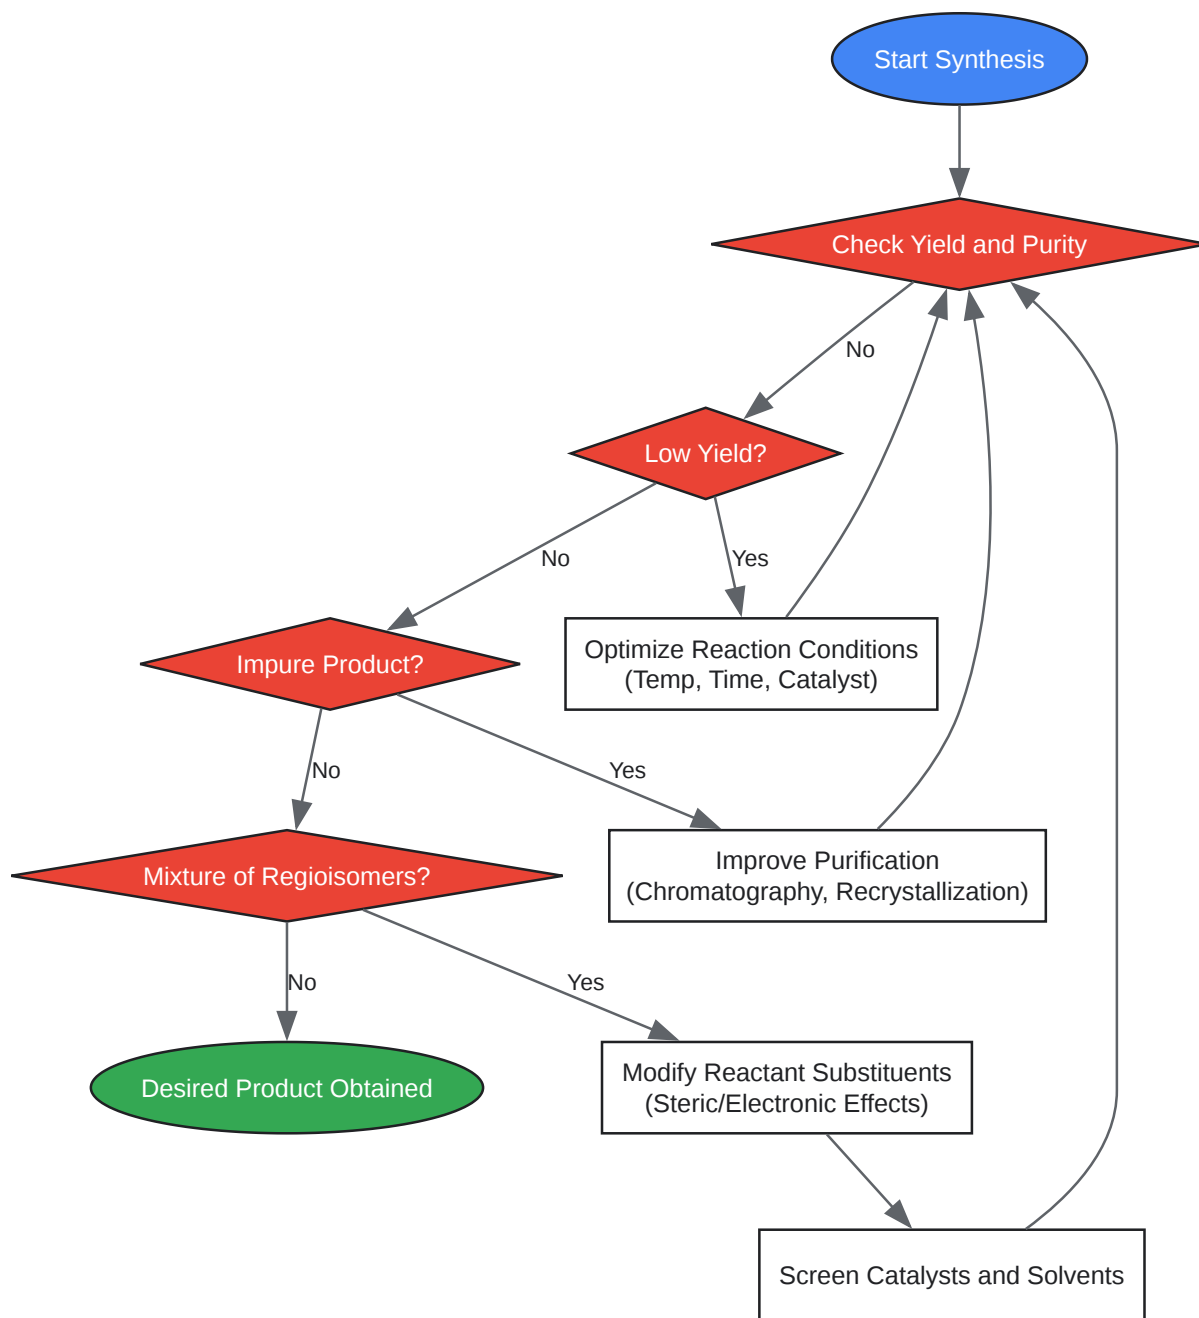 Start Synthesis
Check Yield and Purity
No
Low Yield?
No
Yes
Optimize Reaction Conditions
(Temp, Time, Catalyst)
Impure Product?
No
Yes
Improve Purification
(Chromatography, Recrystallization)
Mixture of Regioisomers?
No
Yes
Desired Product Obtained
Modify Reactant Substituents
(Steric/Electronic Effects)
Screen Catalysts and Solvents